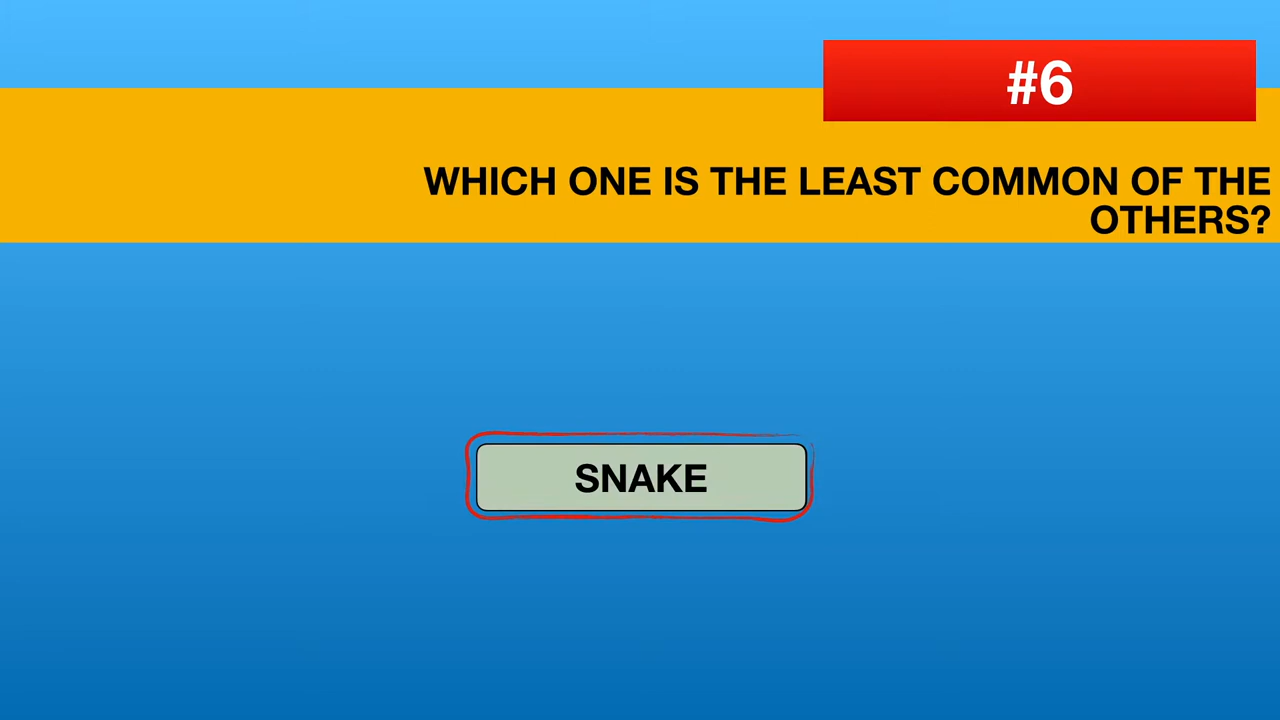 #6
WHICH ONE IS THE LEAST COMMON OF THE
OTHERS?
SNAKE